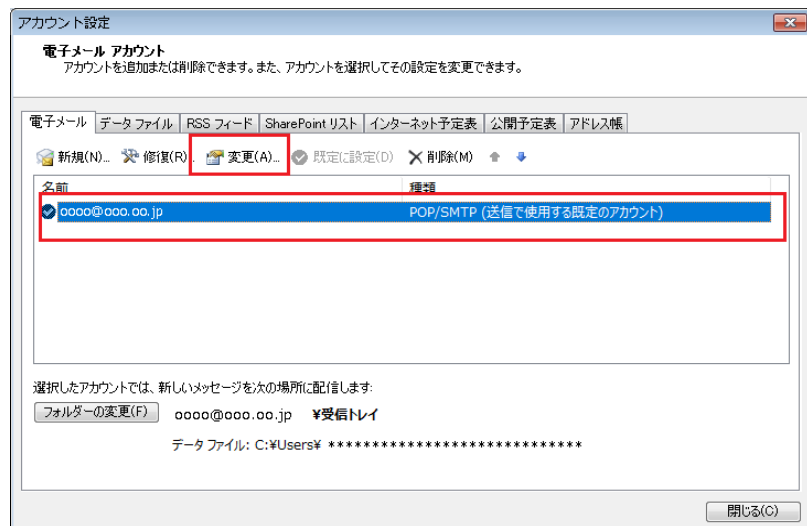 アカウント設定
電子メール アカウント
アカウントを追加または削除できます。また、アカウントを選択してその設定を変更できます。
電子メール データ ファイル RSS フィード SharePoint リスト インターネット予定表 公開予定表 アドレス帳
新規(N)... 修復(R)... 変更(A)... 既定に設定(D) 削除(M)
名前 種類
oooo@ooo.oo.jp POP/SMTP (送信で使用する既定のアカウント)
選択したアカウントでは、新しいメッセージを次の場所に配信します:
フォルダーの変更(F) oooo@ooo.oo.jp ¥受信トレイ
データ ファイル: C:¥Users¥ *****************************
閉じる(C)